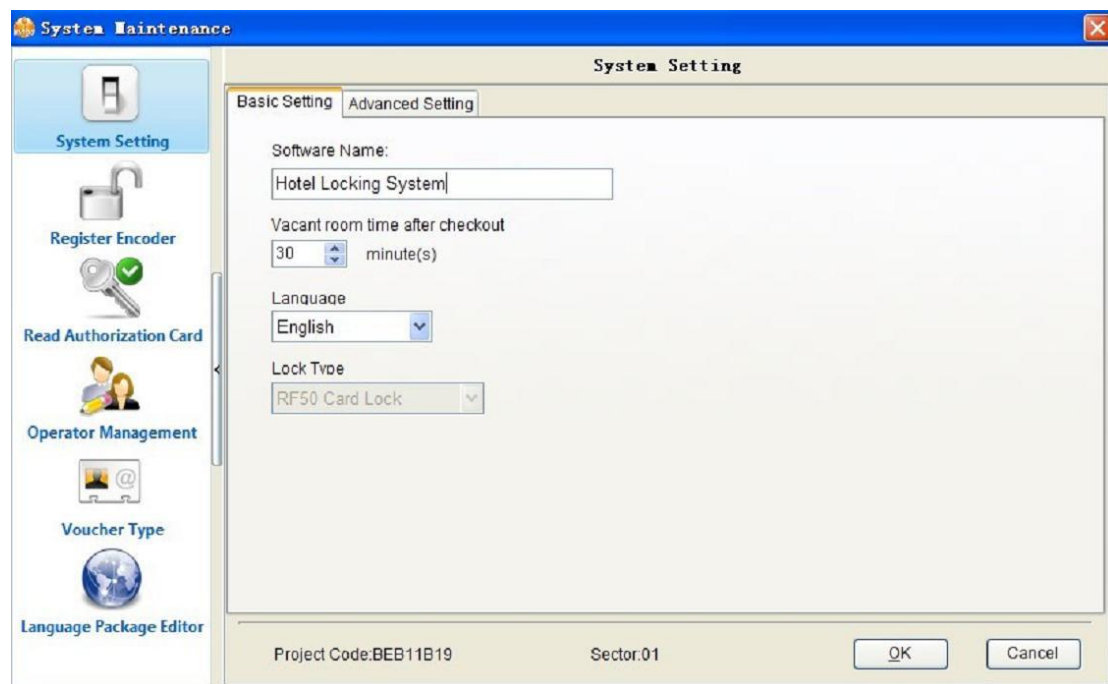 System Maintenance
System Setting
Register Encoder
Read Authorization Card
Operator Management
Voucher Type
Language Package Editor
System Setting
Basic Setting
Advanced Setting
Software Name:
Hotel Locking System
Vacant room time after checkout
30 minute(s)
Language
English
Lock Type
RF50 Card Lock
Project Code:BEB11B19
Sector:01
OK
Cancel